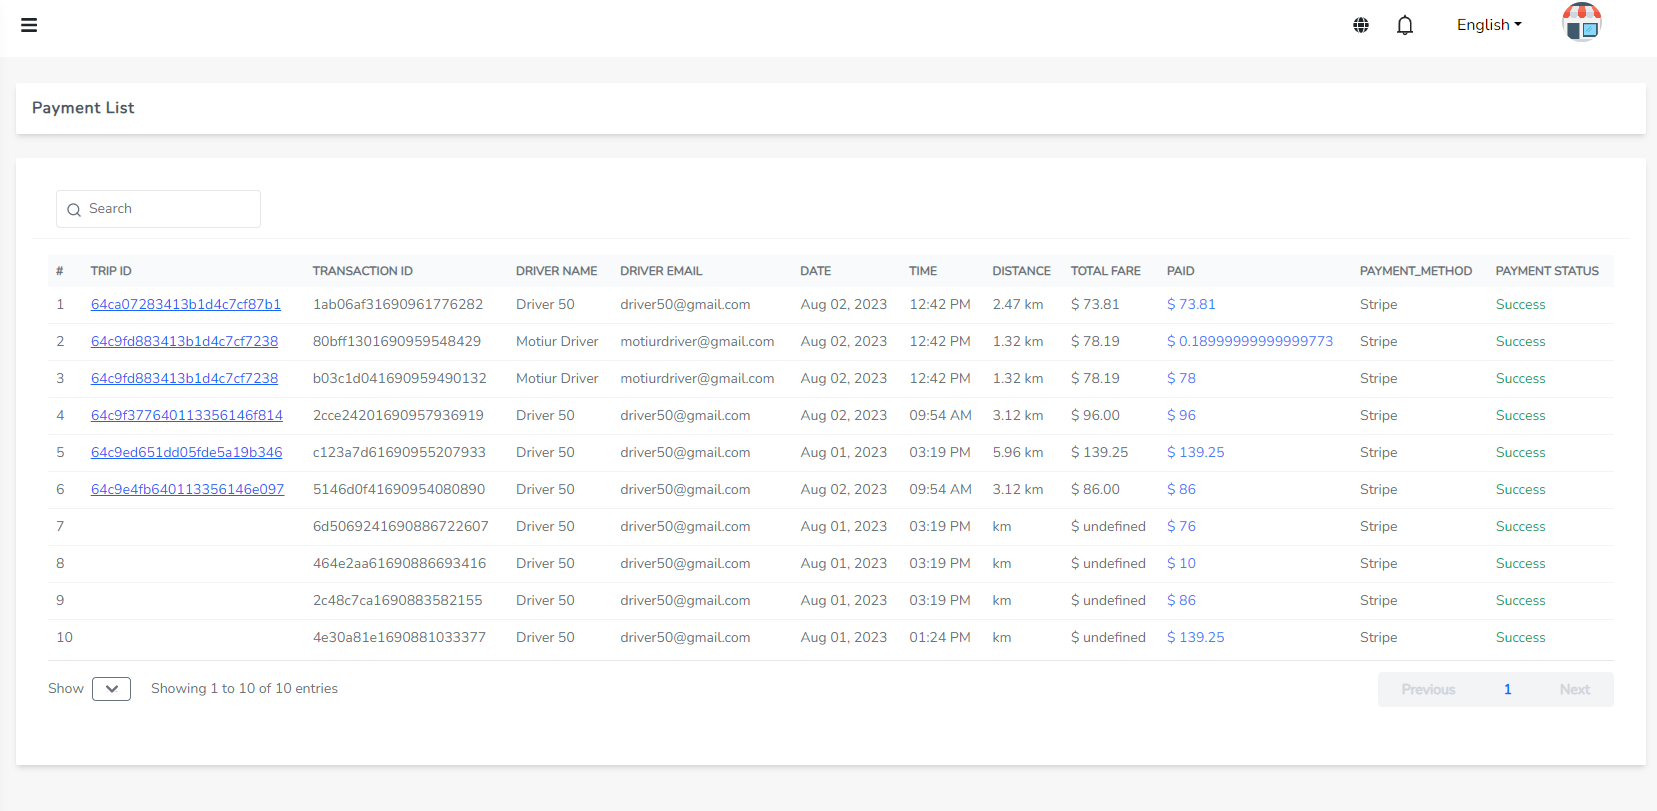 English
Payment List
Search
# TRIP ID TRANSACTION ID DRIVER NAME DRIVER EMAIL DATE TIME DISTANCE TOTAL FARE PAID PAYMENT_METHOD PAYMENT STATUS
1 64ca07283413b1d4c7cf87b1 1ab06af31690961776282 Driver 50 driver50@gmail.com Aug 02, 2023 12:42 PM 2.47 km $ 73.81 $ 73.81 Stripe Success
2 64c9fd883413b1d4c7cf7238 80bff1301690959548429 Motiur Driver motiurdriver@gmail.com Aug 02, 2023 12:42 PM 1.32 km $ 78.19 $ 0.18999999999999773 Stripe Success
3 64c9fd883413b1d4c7cf7238 b03c1d041690959490132 Motiur Driver motiurdriver@gmail.com Aug 02, 2023 12:42 PM 1.32 km $ 78.19 $ 78 Stripe Success
4 64c9f377640113356146f814 2cce24201690957936919 Driver 50 driver50@gmail.com Aug 02, 2023 09:54 AM 3.12 km $ 96.00 $ 96 Stripe Success
5 64c9ed651dd05fde5a19b346 c123a7d61690955207933 Driver 50 driver50@gmail.com Aug 01, 2023 03:19 PM 5.96 km $ 139.25 $ 139.25 Stripe Success
6 64c9e4fb640113356146e097 5146d0f41690954080890 Driver 50 driver50@gmail.com Aug 02, 2023 09:54 AM 3.12 km $ 86.00 $ 86 Stripe Success
7 6d5069241690886722607 Driver 50 driver50@gmail.com Aug 01, 2023 03:19 PM km $ undefined $ 76 Stripe Success
8 464e2aa61690886693416 Driver 50 driver50@gmail.com Aug 01, 2023 03:19 PM km $ undefined $ 10 Stripe Success
9 2c48c7ca1690883582155 Driver 50 driver50@gmail.com Aug 01, 2023 03:19 PM km $ undefined $ 86 Stripe Success
10 4e30a81e1690881033377 Driver 50 driver50@gmail.com Aug 01, 2023 01:24 PM km $ undefined $ 139.25 Stripe Success
Show Showing 1 to 10 of 10 entries Previous 1 Next